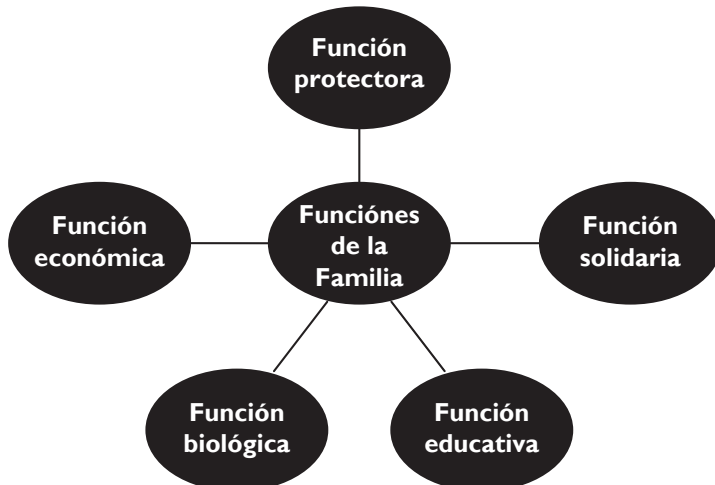 Función
protectora
Función
económica
Funciónes
de la
Familia
Función
solidaria
Función
biológica
Función
educativa